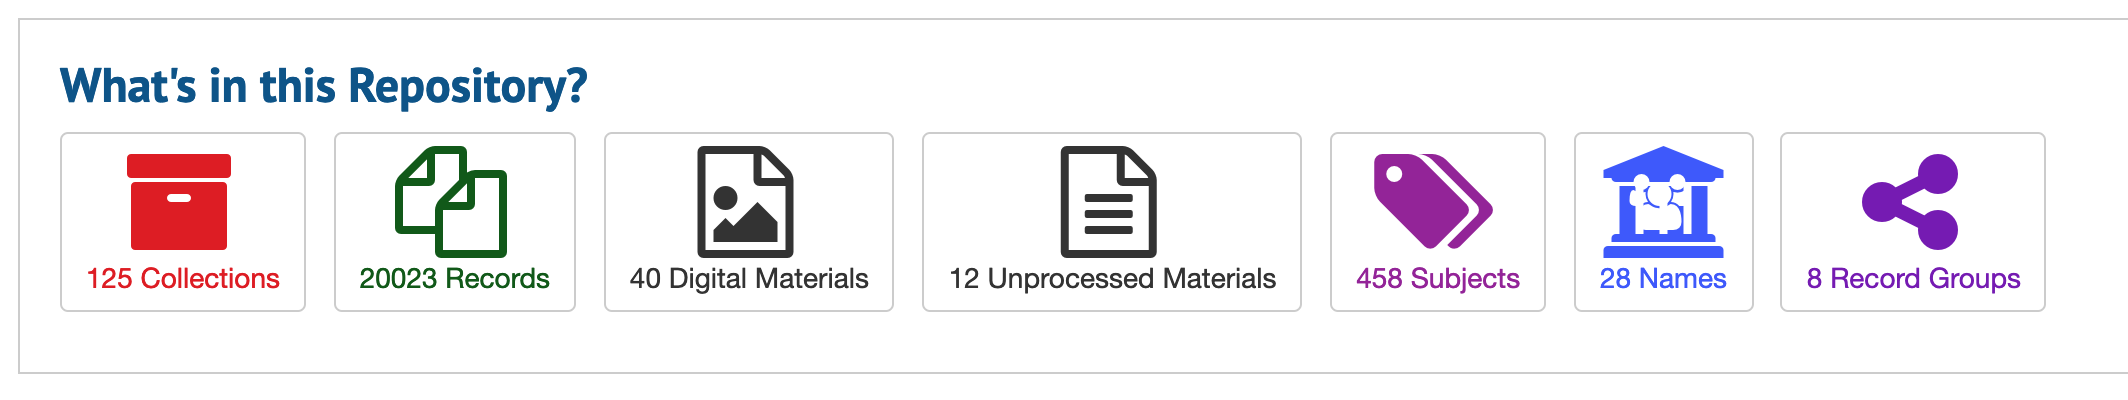 What's in this Repository?
125 Collections
20023 Records
40 Digital Materials
12 Unprocessed Materials
458 Subjects
28 Names
8 Record Groups